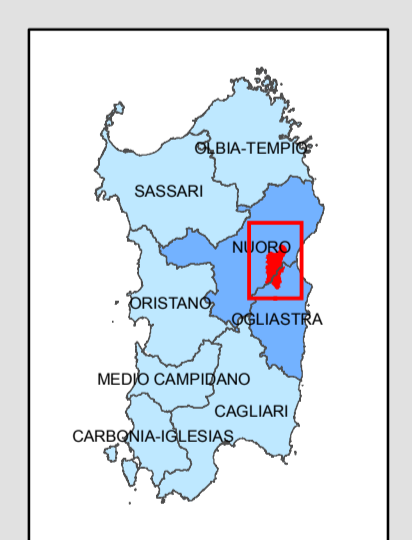 OLBIA-TEMPIO
SASSARI
NUORO
ORISTANO
OGLIASTRA
MEDIO CAMPIDANO
CAGLIARI
CARBONIA-IGLESIAS